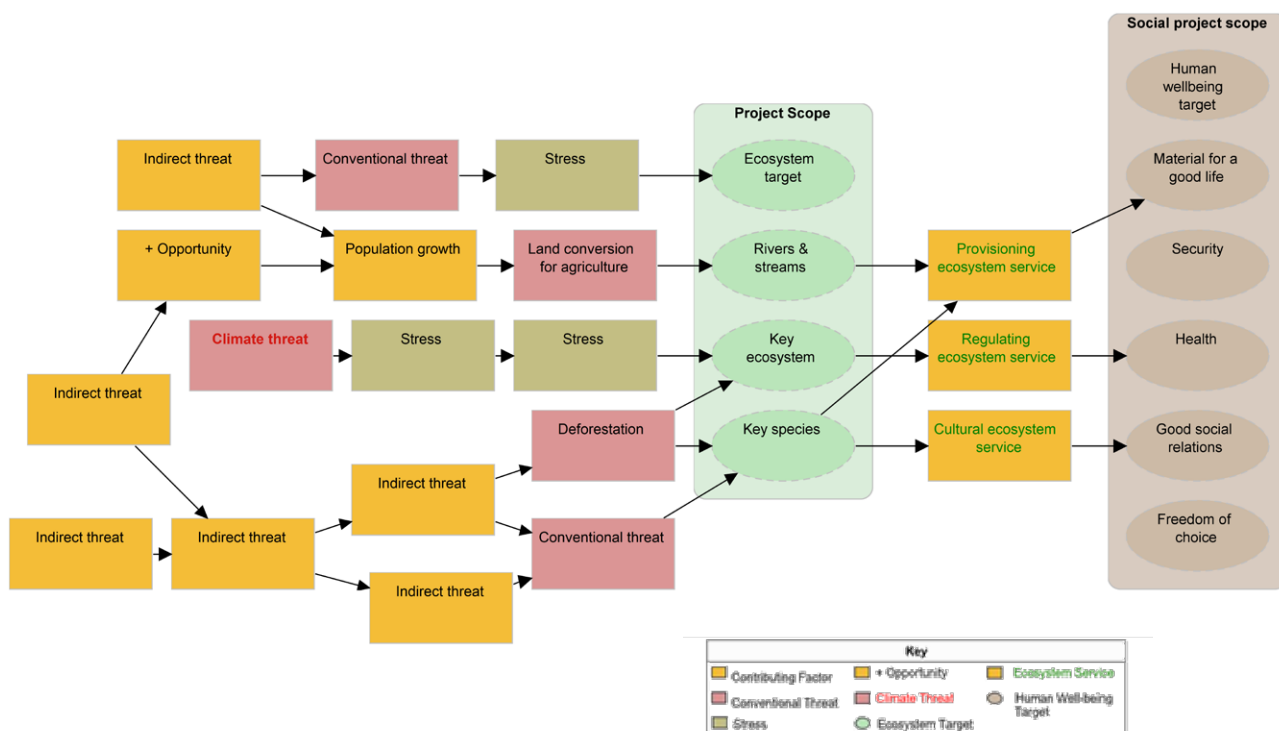 Social project scope
Human
wellbeing
target
Project Scope
Indirect threat
Conventional threat
Stress
Ecosystem
target
Material for a
good life
+ Opportunity
Population growth
Land conversion
for agriculture
Rivers &
streams
Provisioning
ecosystem service
Security
Climate threat
Stress
Stress
Key
ecosystem
Regulating
ecosystem service
Health
Indirect threat
Deforestation
Key species
Cultural ecosystem
service
Good social
relations
Indirect threat
Indirect threat
Indirect threat
Indirect threat
Conventional threat
Freedom of
choice
Indirect threat
Key
Contributing Factor
+ Opportunity
Ecosystem Service
Conventional Threat
Climate Threat
Human Well-being
Target
Stress
Ecosystem Target